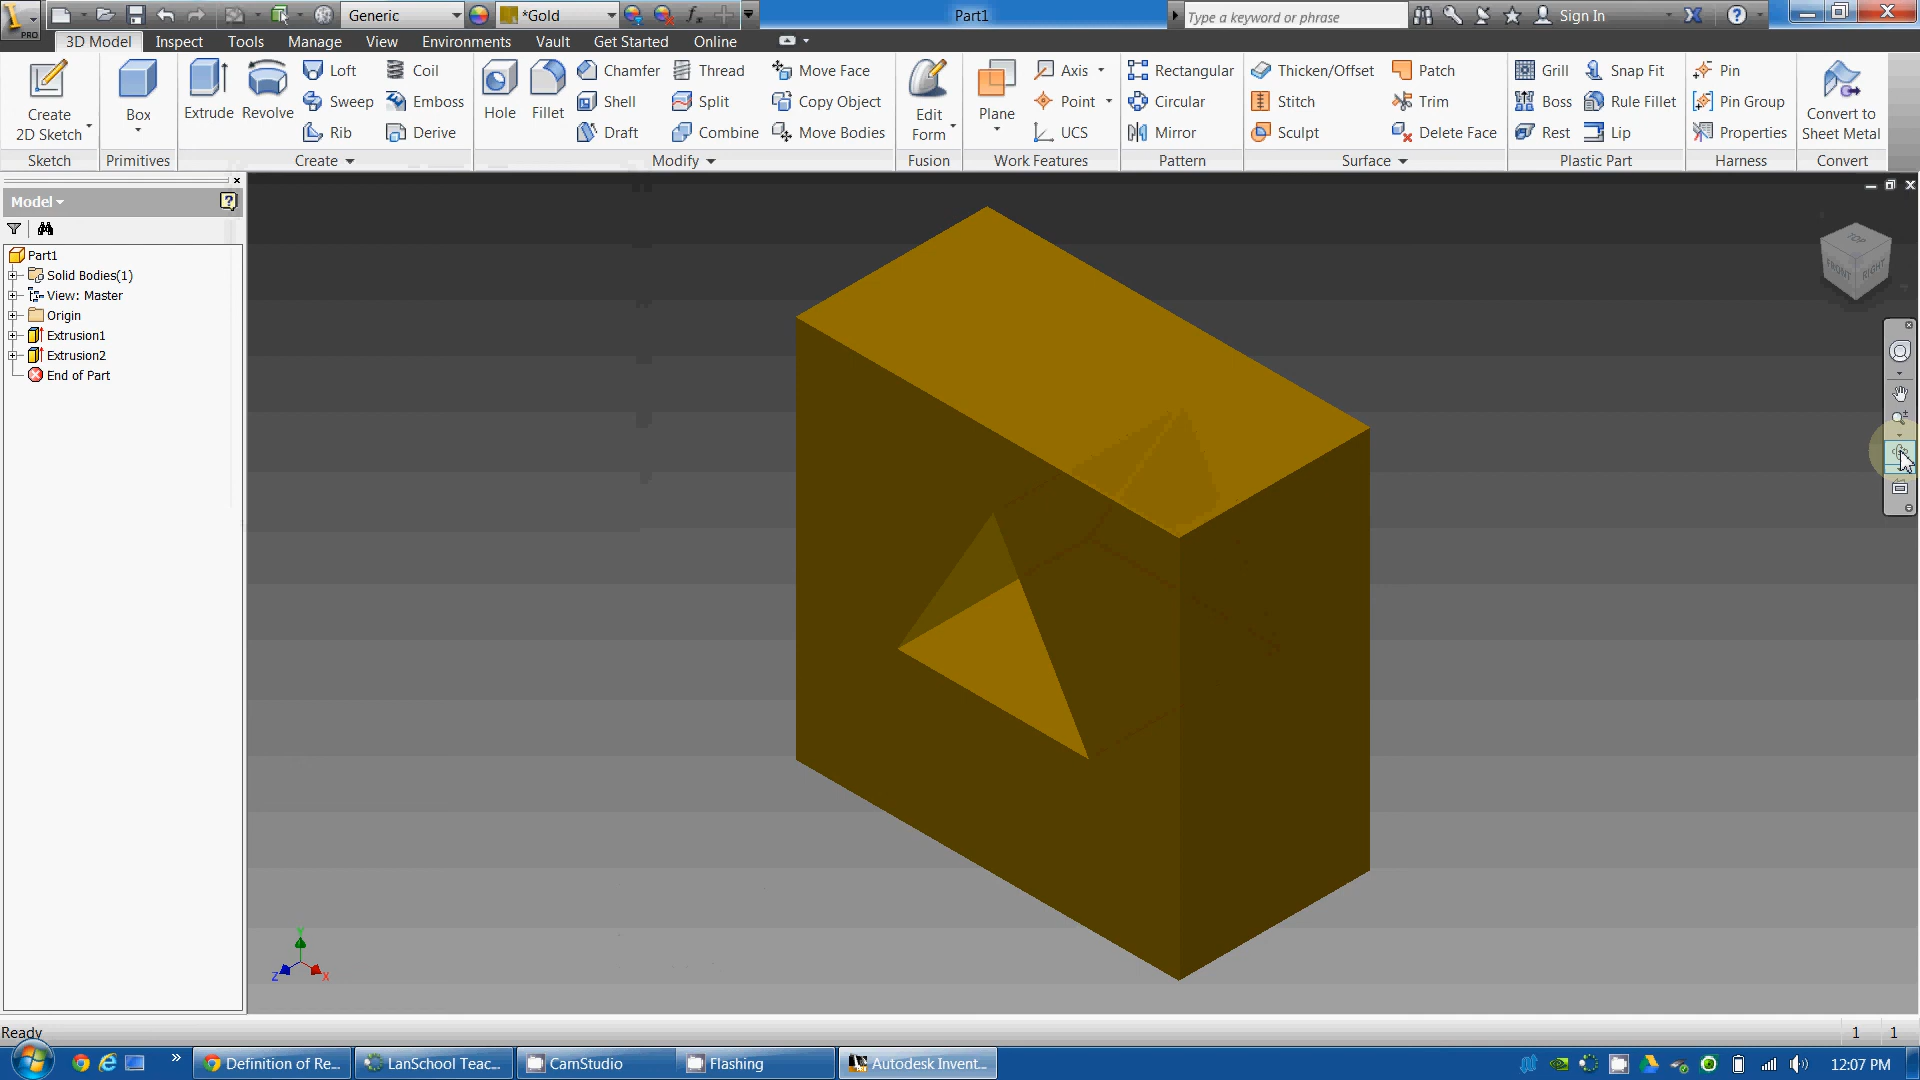 PRO
Generic
*Gold
Part1
Type a keyword or phrase
Sign In
3D Model
Inspect
Tools
Manage
View
Environments
Vault
Get Started
Online
Create
2D Sketch
Sketch
Box
Primitives
Extrude
Revolve
Loft
Sweep
Rib
Coil
Emboss
Derive
Create
Hole
Fillet
Chamfer
Shell
Draft
Thread
Split
Combine
Move Face
Copy Object
Move Bodies
Modify
Edit
Form
Fusion
Plane
Axis
Point
UCS
Work Features
Rectangular
Circular
Mirror
Pattern
Thicken/Offset
Stitch
Sculpt
Patch
Trim
Delete Face
Surface
Grill
Boss
Rest
Snap Fit
Rule Fillet
Lip
Plastic Part
Pin
Pin Group
Properties
Harness
Convert to
Sheet Metal
Convert
Model
Part1
Solid Bodies(1)
View: Master
Origin
Extrusion1
Extrusion2
End of Part
TOP
FRONT
RIGHT
Y
Z
X
Ready
1 1
Definition of Re...
LanSchool Teac...
CamStudio
Flashing
Autodesk Invent...
12:07 PM